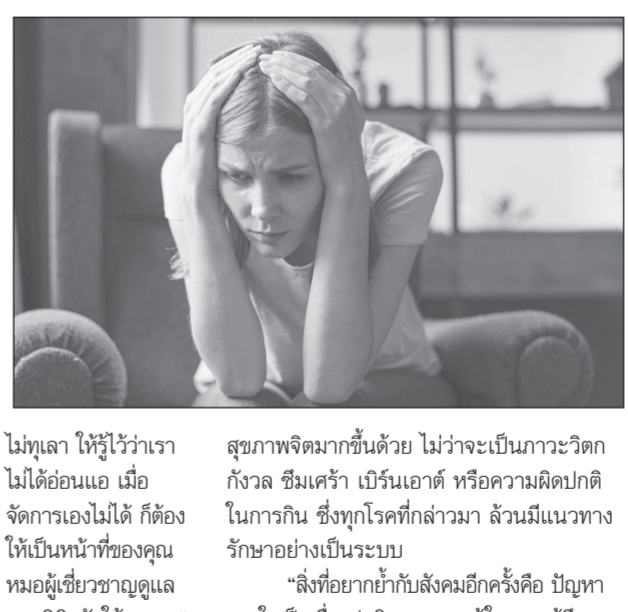 ไม่ทุเลา ให้รู้ไว้ว่าเรา
ไม่ได้อ่อนแอ เมื่อ
จัดการเองไม่ได้ ก็ต้อง
ให้เป็นหน้าที่ของคุณ
หมอผู้เชี่ยวชาญดูแล
สุขภาพจิตมากขึ้นด้วย ไม่ว่าจะเป็นภาวะวิตก
กังวล ซึมเศร้า เบิร์นเอาต์ หรือความผิดปกติ
ในการกิน ซึ่งทุกโรคที่กล่าวมา ล้วนมีแนวทาง
รักษาอย่างเป็นระบบ
“สิ่งที่อยากย้ำกับสังคมอีกครั้งคือ ปัญหา